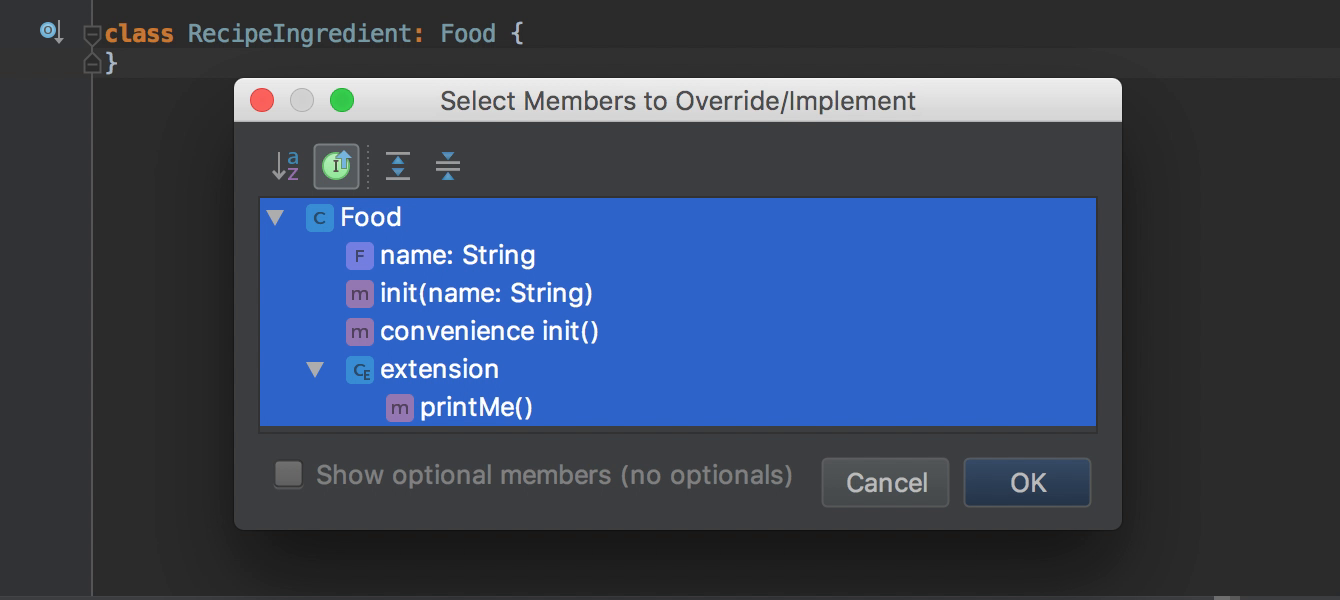 class RecipeIngredient: Food {
}
Select Members to Override/Implement
a
z
I
C Food
F name: String
m init(name: String)
m convenience init()
CE extension
m printMe()
Show optional members (no optionals)
Cancel
OK